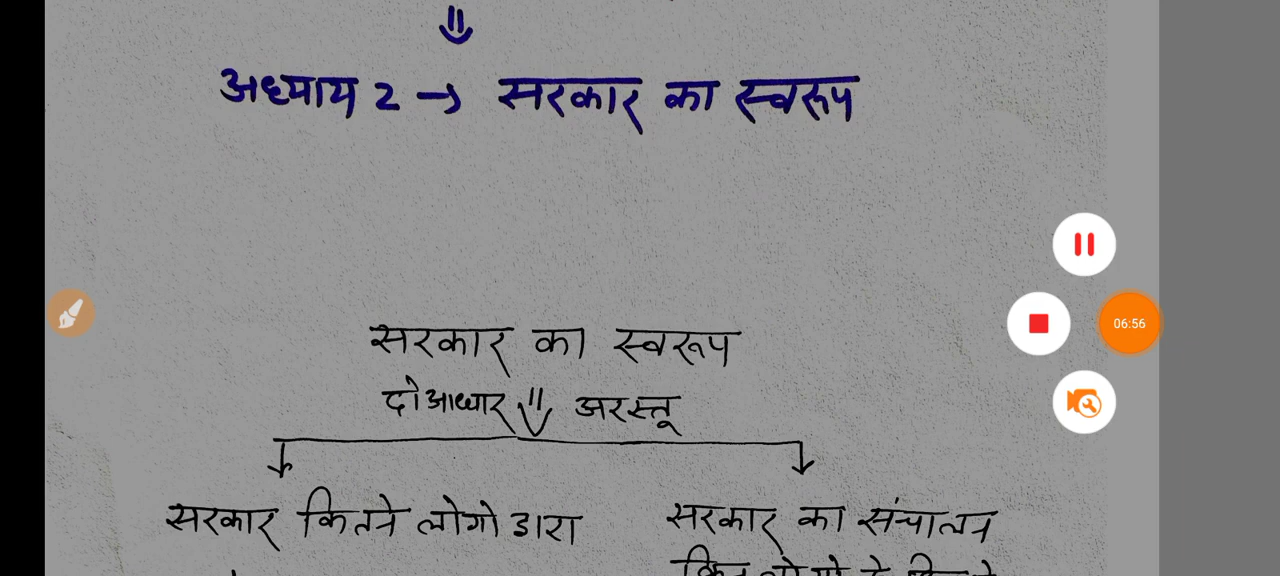 अध्याय 2 → सरकार का स्वरूप
सरकार का स्वरूप
दो आधार ⇓ अरस्तू
सरकार कितने लोगो द्वारा
सरकार का संचालन
06:56